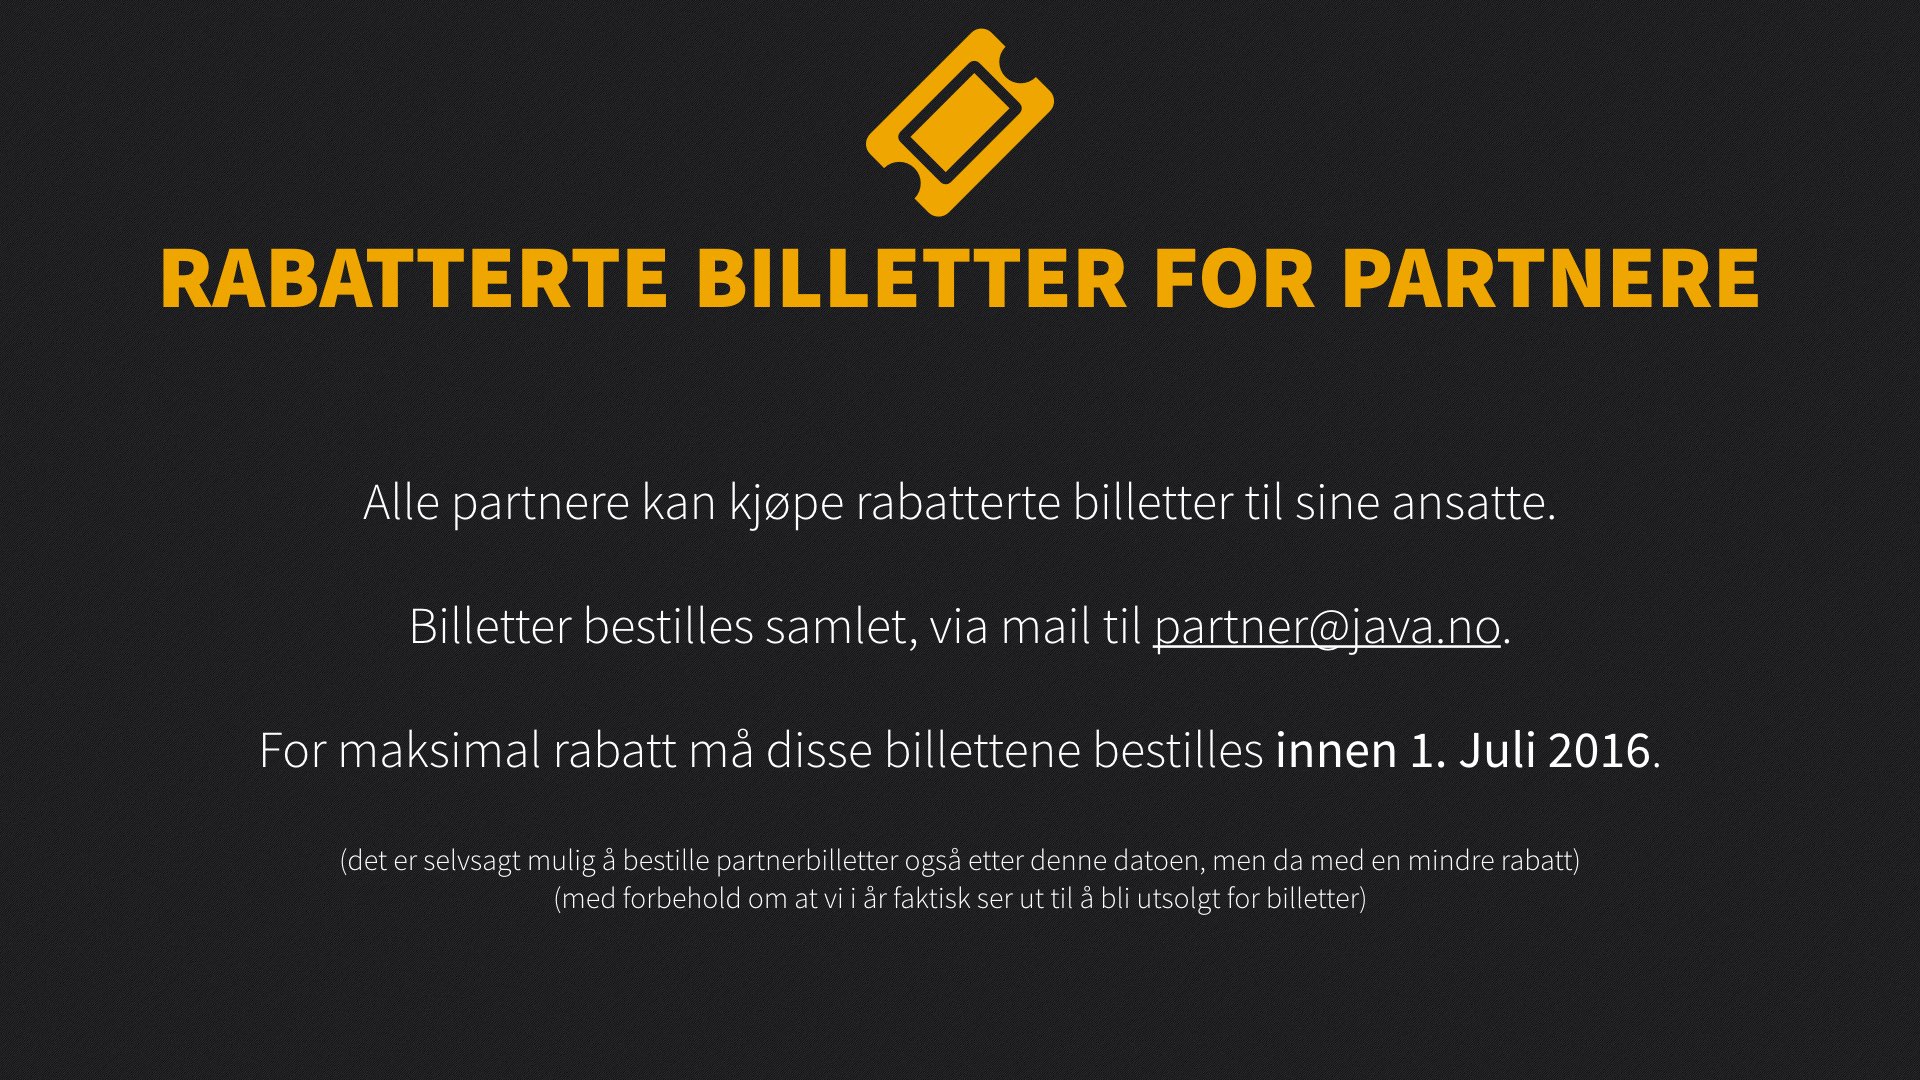 RABATTERTE BILLETTER FOR PARTNERE
Alle partnere kan kjøpe rabatterte billetter til sine ansatte.
Billetter bestilles samlet, via mail til partner@java.no.
For maksimal rabatt må disse billettene bestilles innen 1. Juli 2016.
(det er selvsagt mulig å bestille partnerbilletter også etter denne datoen, men da med en mindre rabatt)
(med forbehold om at vi i år faktisk ser ut til å bli utsolgt for billetter)